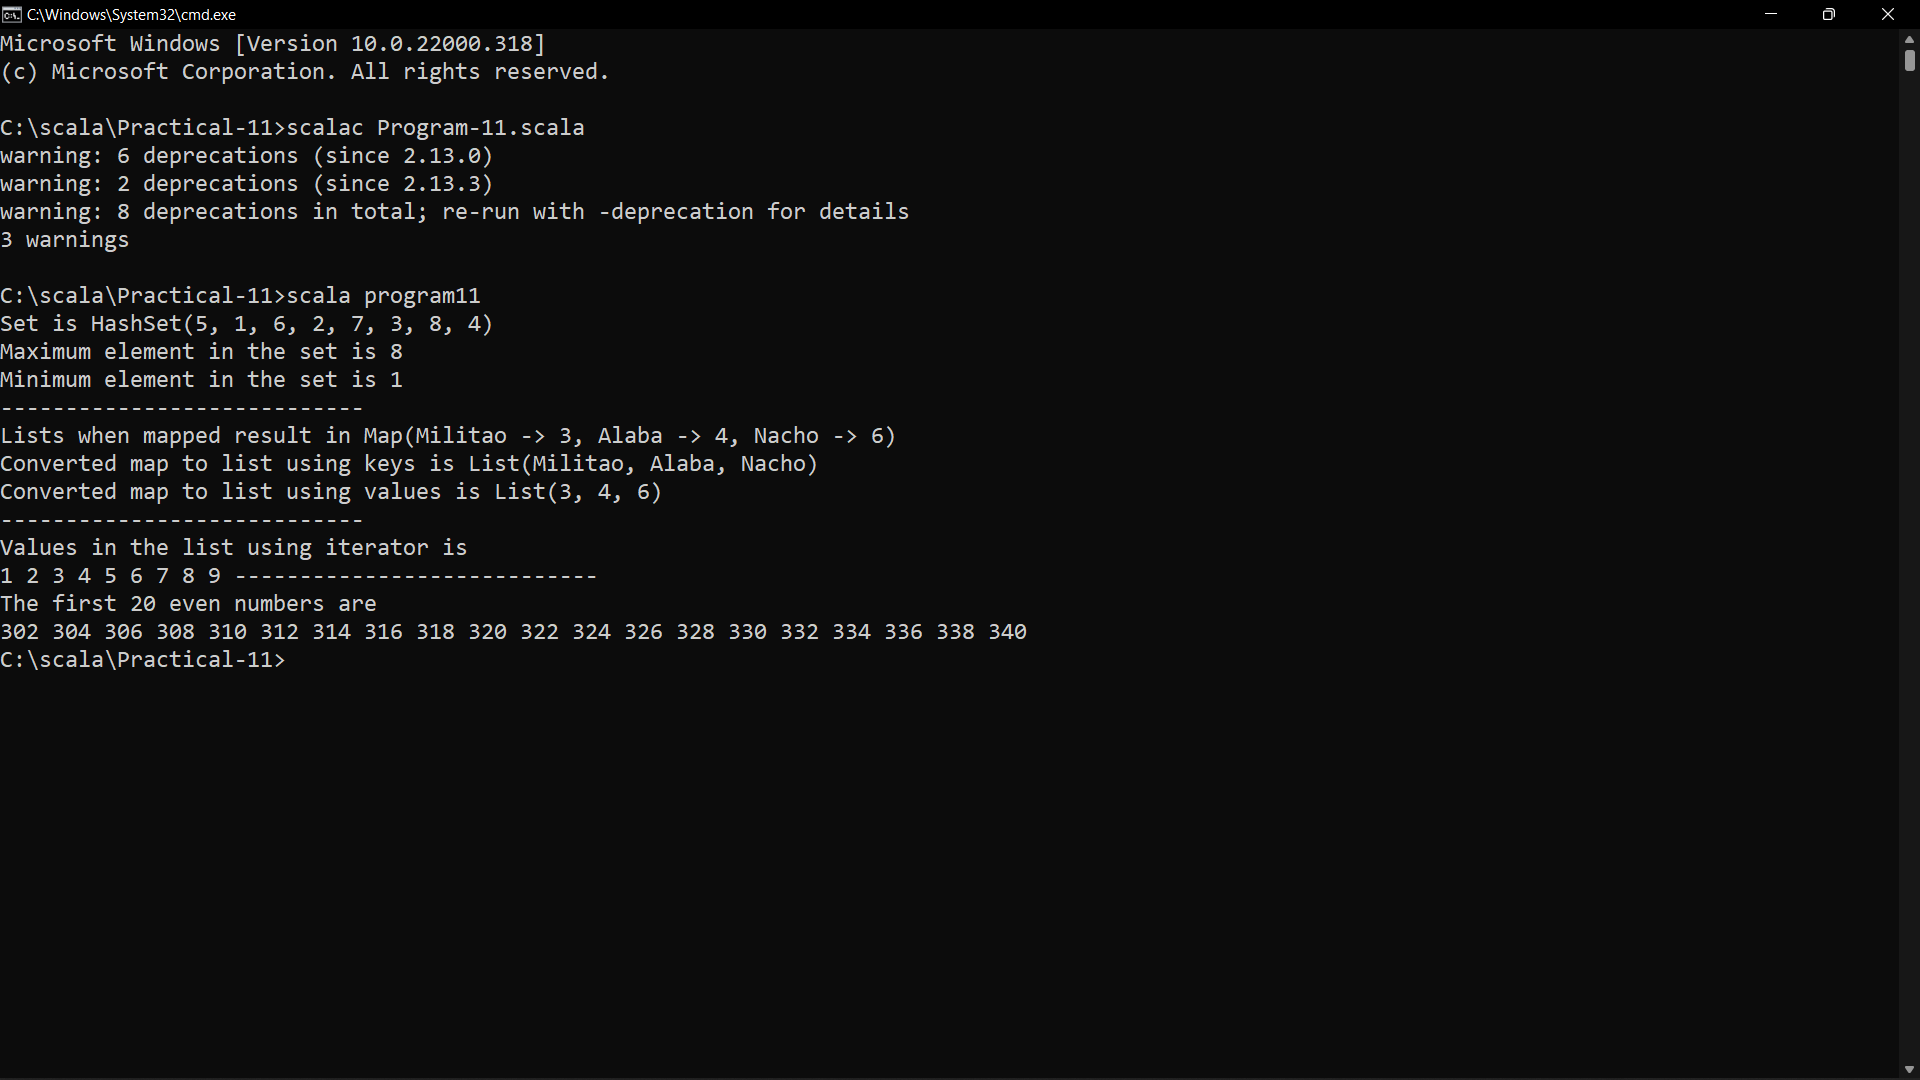 C:\Windows\System32\cmd.exe
Microsoft Windows [Version 10.0.22000.318]
(c) Microsoft Corporation. All rights reserved.
C:\scala\Practical-11>scalac Program-11.scala
warning: 6 deprecations (since 2.13.0)
warning: 2 deprecations (since 2.13.3)
warning: 8 deprecations in total; re-run with -deprecation for details
3 warnings
C:\scala\Practical-11>scala program11
Set is HashSet(5, 1, 6, 2, 7, 3, 8, 4)
Maximum element in the set is 8
Minimum element in the set is 1
----------------------------
Lists when mapped result in Map(Militao -> 3, Alaba -> 4, Nacho -> 6)
Converted map to list using keys is List(Militao, Alaba, Nacho)
Converted map to list using values is List(3, 4, 6)
----------------------------
Values in the list using iterator is
1 2 3 4 5 6 7 8 9 ----------------------------
The first 20 even numbers are
302 304 306 308 310 312 314 316 318 320 322 324 326 328 330 332 334 336 338 340
C:\scala\Practical-11>